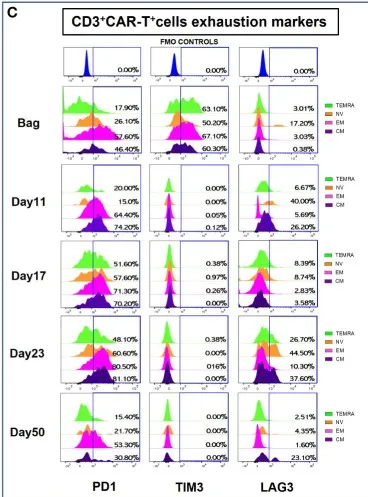 C
CD3+CAR-T+cells exhaustion markers
FMO CONTROLS
0.00% 0.00% 0.00%
Bag
17.90% 63.10% 3.01% TEMRA
26.10% 50.20% 17.20% NV
57.60% 67.10% 3.03% EM
46.40% 60.30% 0.38% CM
Day11
20.00% 0.00% 6.67% TEMRA
15.0% 0.00% 40.00% NV
64.40% 0.05% 5.69% EM
74.20% 0.12% 26.20% CM
Day17
51.60% 0.38% 8.39% TEMRA
57.60% 0.97% 8.74% NV
71.30% 0.26% 2.83% EM
70.20% 0.00% 3.58% CM
Day23
48.10% 0.38% 26.70% TEMRA
60.60% 0.00% 44.50% NV
60.50% 016% 10.30% EM
81.10% 0.00% 37.60% CM
Day50
15.40% 0.00% 2.51% TEMRA
21.70% 0.00% 4.35% NV
53.30% 0.00% 1.60% EM
30.80% 0.00% 23.10% CM
PD1 TIM3 LAG3